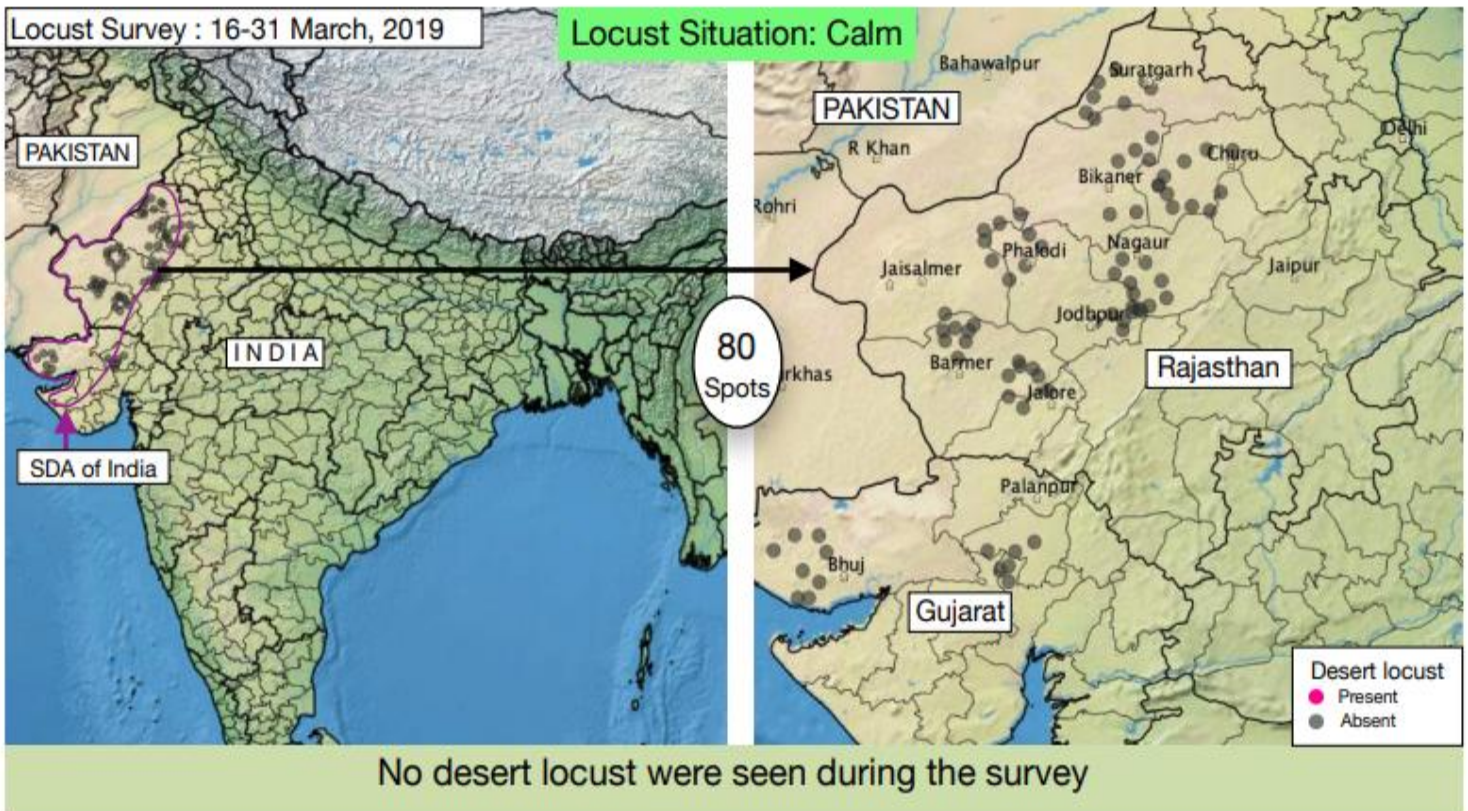 Locust Survey : 16-31 March, 2019
Locust Situation: Calm
PAKISTAN
INDIA
SDA of India
80
Spots
Bahawalpur
Suratgarh
PAKISTAN
Delhi
R Khan
Churu
Bikaner
Rohri
Nagaur
Phalodi
Jaisalmer
Jaipur
Jodhpur
Barmer
Rajasthan
rkhas
Jalore
Palanpur
Bhuj
Gujarat
Desert locust
Present
Absent
No desert locust were seen during the survey